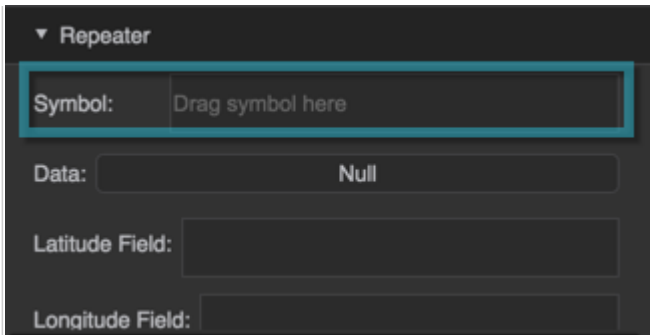 Repeater
Symbol: Drag symbol here
Data: Null
Latitude Field:
Longitude Field: